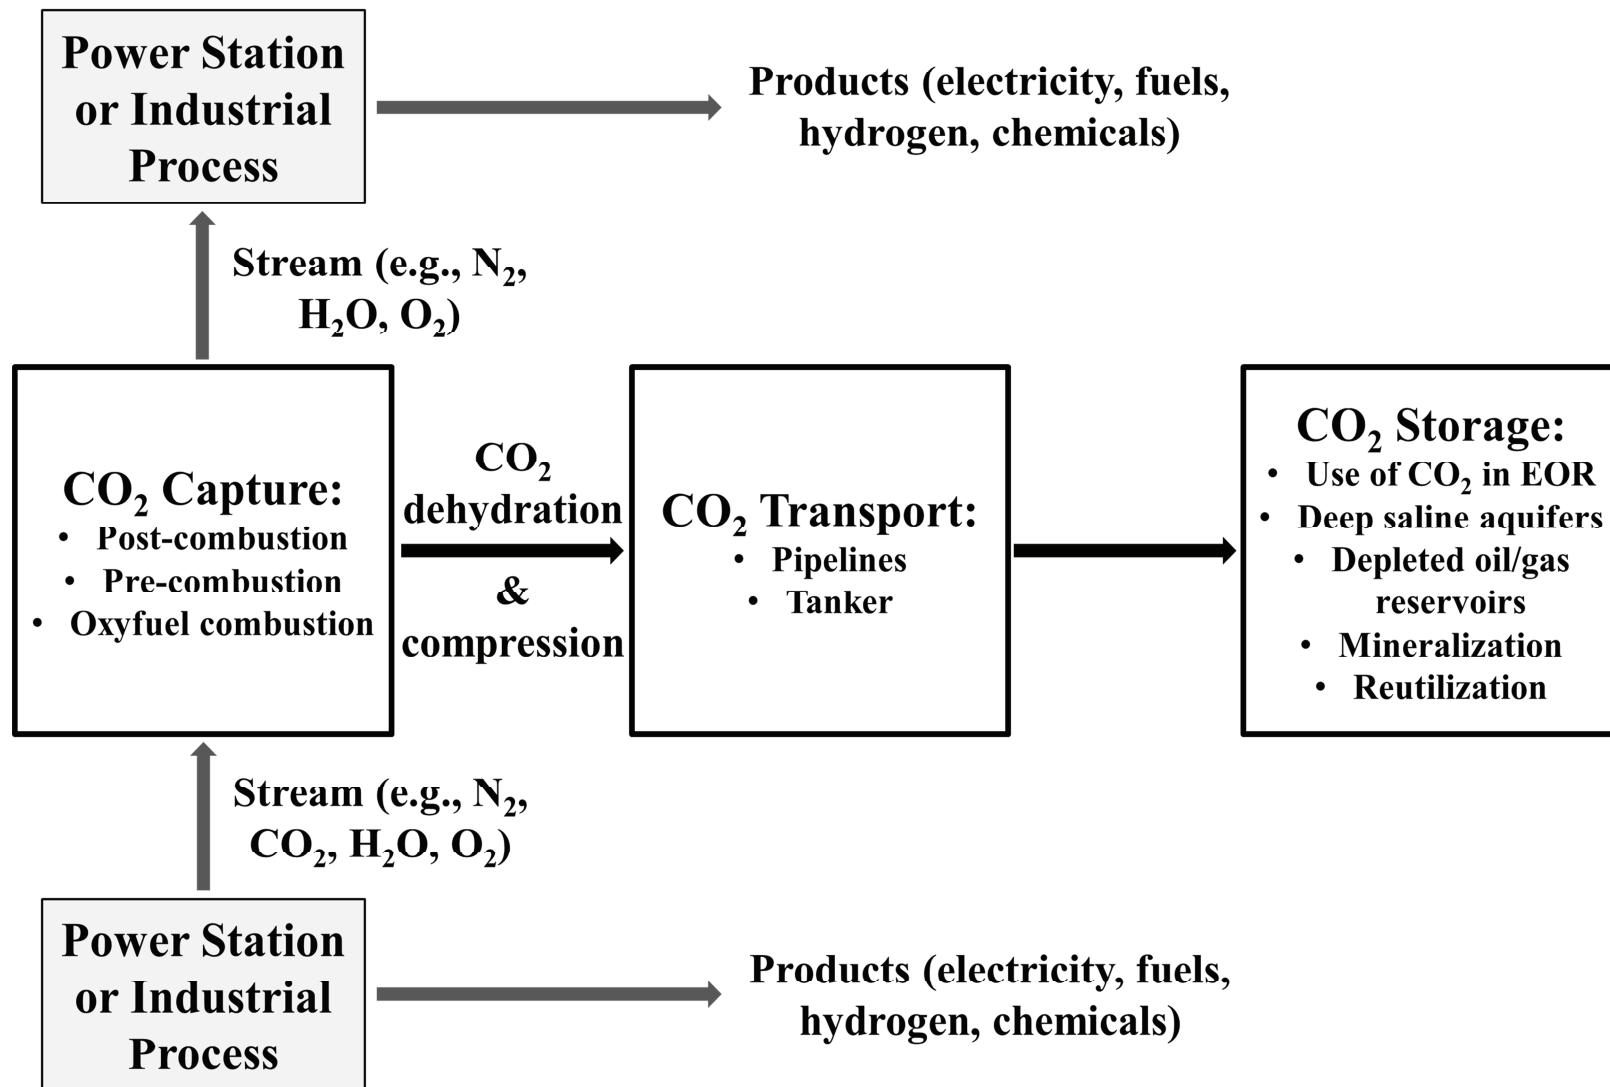 Power Station
or Industrial
Process
Products (electricity, fuels,
hydrogen, chemicals)
Stream (e.g., N₂,
H₂O, O₂)
CO₂ Capture:
• Post-combustion
• Pre-combustion
• Oxyfuel combustion
CO₂
dehydration
&
compression
CO₂ Transport:
• Pipelines
• Tanker
CO₂ Storage:
• Use of CO₂ in EOR
• Deep saline aquifers
• Depleted oil/gas
reservoirs
• Mineralization
• Reutilization
Stream (e.g., N₂,
CO₂, H₂O, O₂)
Power Station
or Industrial
Process
Products (electricity, fuels,
hydrogen, chemicals)